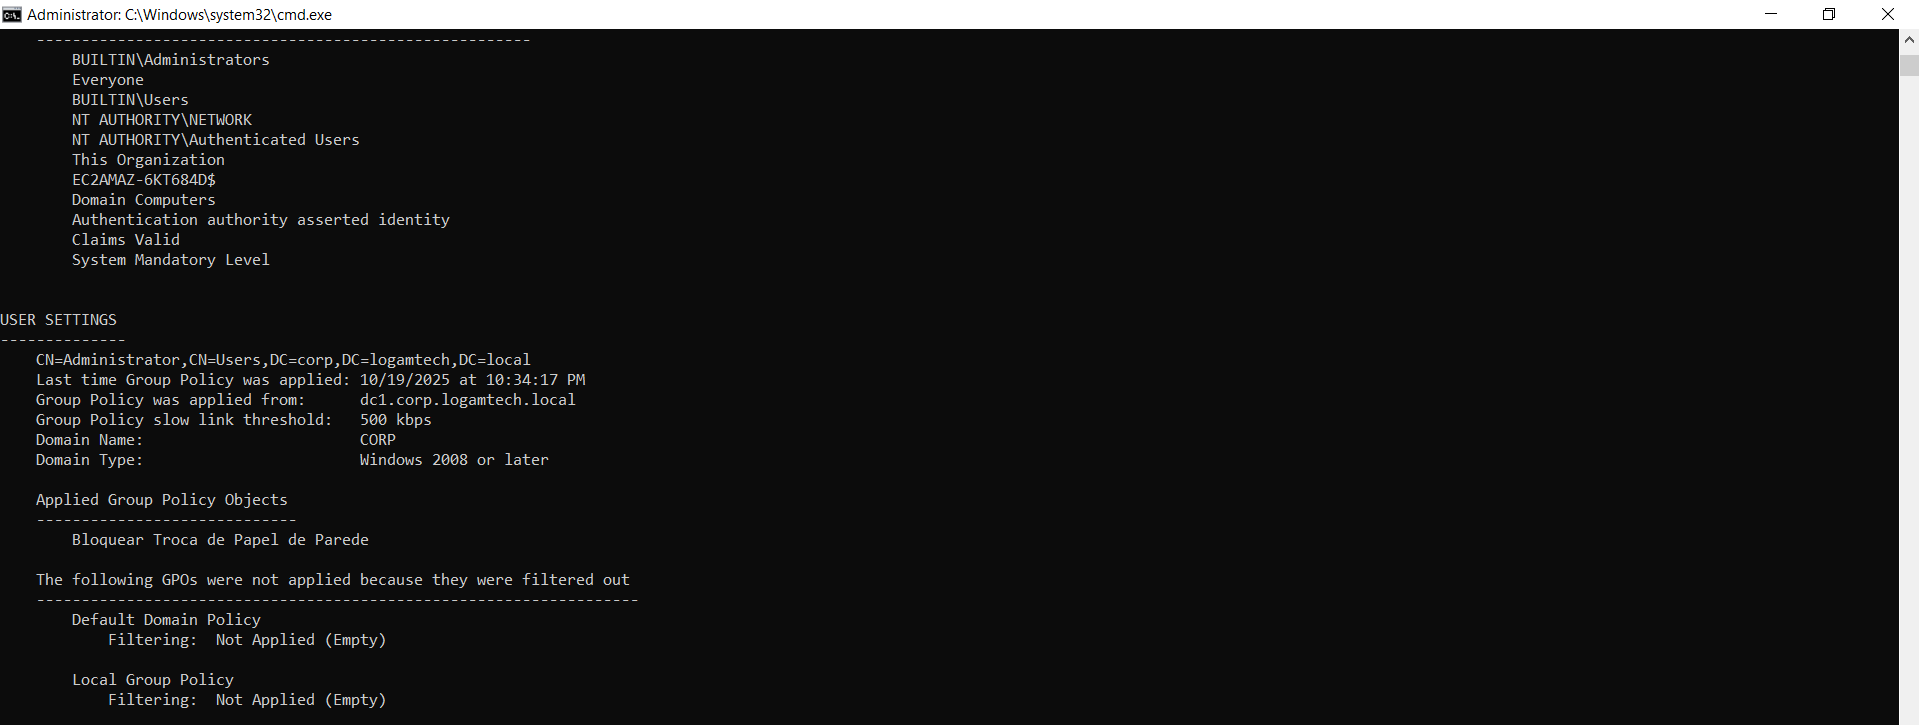 Administrator: C:\Windows\system32\cmd.exe
-------------------------------------------------------
BUILTIN\Administrators
Everyone
BUILTIN\Users
NT AUTHORITY\NETWORK
NT AUTHORITY\Authenticated Users
This Organization
EC2AMAZ-6KT684D$
Domain Computers
Authentication authority asserted identity
Claims Valid
System Mandatory Level
USER SETTINGS
--------------
CN=Administrator,CN=Users,DC=corp,DC=logamtech,DC=local
Last time Group Policy was applied: 10/19/2025 at 10:34:17 PM
Group Policy was applied from:      dc1.corp.logamtech.local
Group Policy slow link threshold:   500 kbps
Domain Name:                        CORP
Domain Type:                        Windows 2008 or later
Applied Group Policy Objects
-----------------------------
Bloquear Troca de Papel de Parede
The following GPOs were not applied because they were filtered out
-------------------------------------------------------------------
Default Domain Policy
Filtering:  Not Applied (Empty)
Local Group Policy
Filtering:  Not Applied (Empty)